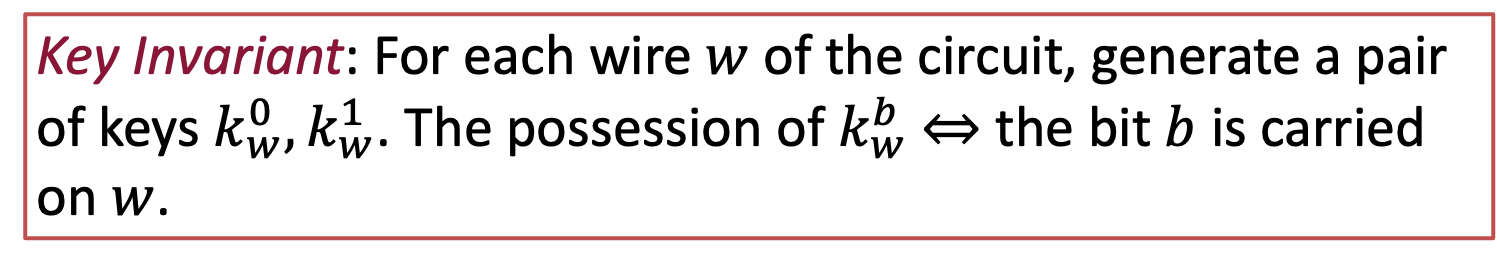 Key Invariant: For each wire w of the circuit, generate a pair
of keys k_w^0, k_w^1. The possession of k_w^b ⇔ the bit b is carried
on w.